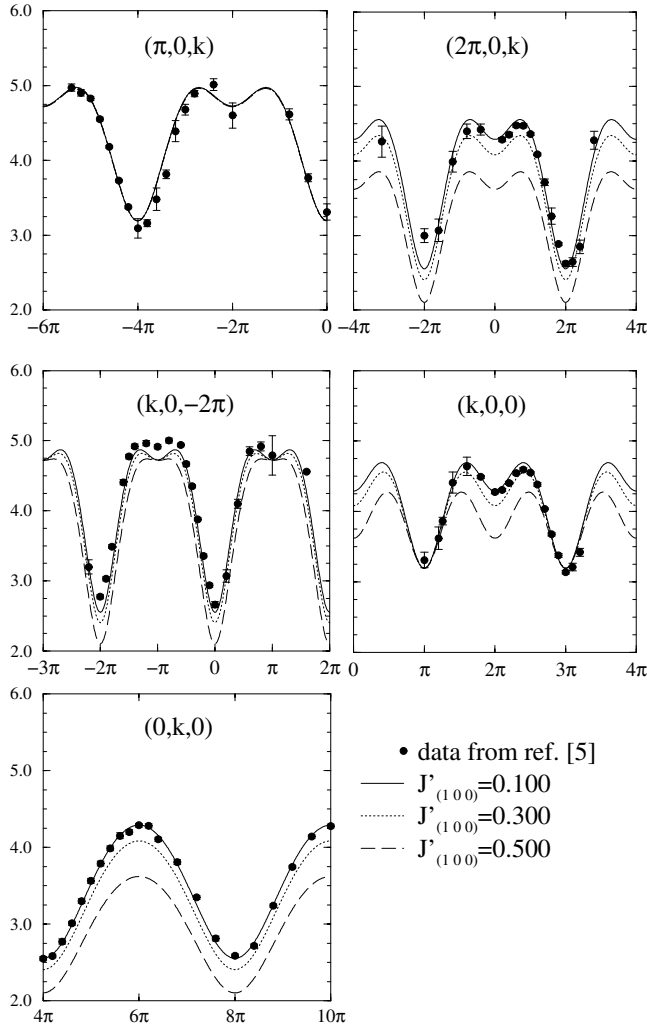 6.0
(π,0,k)
(2π,0,k)
5.0
4.0
3.0
2.0
−6π −4π −2π 0
−4π −2π 0 2π 4π
6.0
(k,0,−2π)
(k,0,0)
5.0
4.0
3.0
2.0
−3π −2π −π 0 π 2π
0 π 2π 3π 4π
6.0
(0,k,0)
5.0
data from ref. [5]
J’(1 0 0)=0.100
4.0
J’(1 0 0)=0.300
J’(1 0 0)=0.500
3.0
2.0
4π 6π 8π 10π